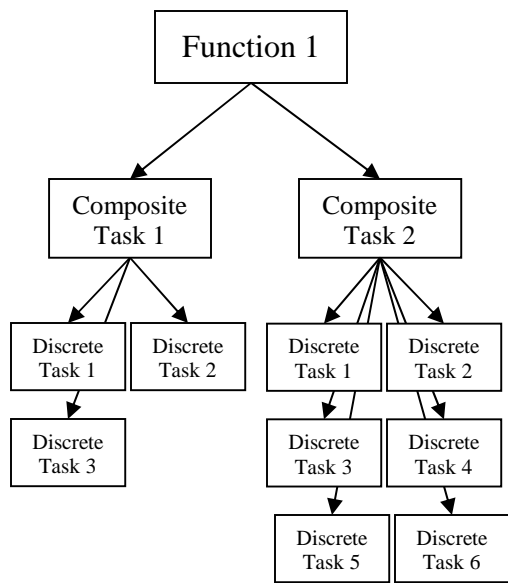 Function 1
Composite
Task 1
Composite
Task 2
Discrete
Task 1
Discrete
Task 2
Discrete
Task 3
Discrete
Task 1
Discrete
Task 2
Discrete
Task 3
Discrete
Task 4
Discrete
Task 5
Discrete
Task 6